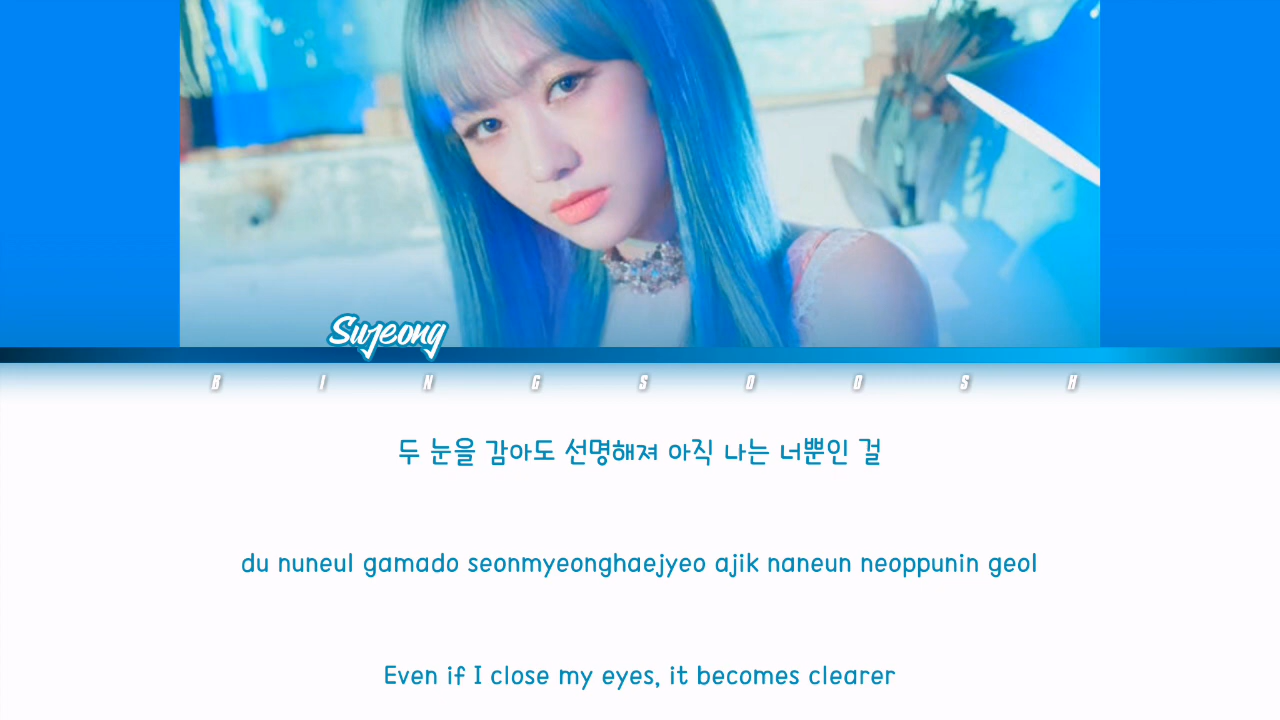 Sujeong
BINGSOOSH
두 눈을 감아도 선명해져 아직 나는 너뿐인 걸
du nuneul gamado seonmyeonghaejyeo ajik naneun neoppunin geol
Even if I close my eyes, it becomes clearer